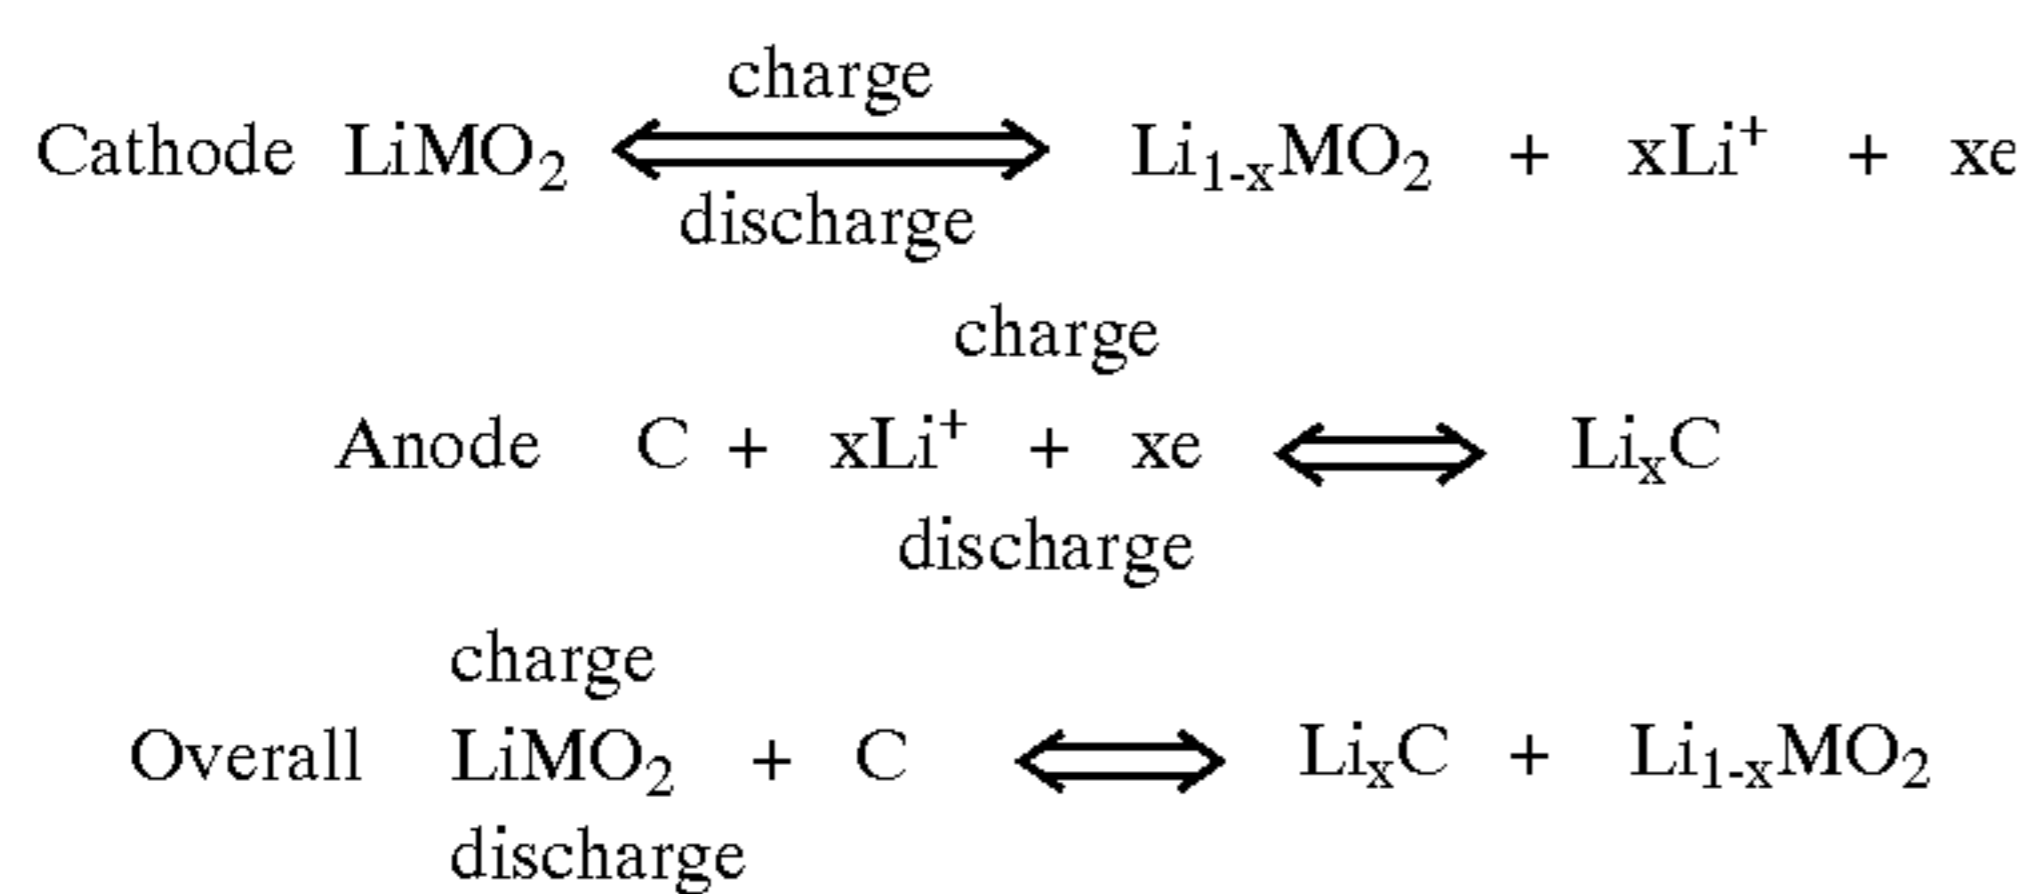 charge
Cathode LiMO₂ ⟺ Li₁₋ₓMO₂ + xLi⁺ + xe
discharge
charge
Anode C + xLi⁺ + xe ⟺ LiₓC
discharge
charge
Overall LiMO₂ + C ⟺ LiₓC + Li₁₋ₓMO₂
discharge